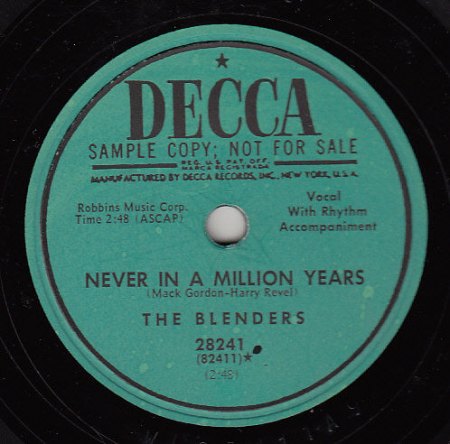 ★
DECCA
SAMPLE COPY; NOT FOR SALE
REG. U.S. PAT. OFF.
MARCA REGISTRADA
MANUFACTURED BY DECCA RECORDS, INC., NEW YORK, U.S.A.
Robbins Music Corp.
Time 2:48 (ASCAP)
Vocal
With Rhythm
Accompaniment
NEVER IN A MILLION YEARS
(Mack Gordon-Harry Revel)
THE BLENDERS
28241
(82411)★
(2:48)